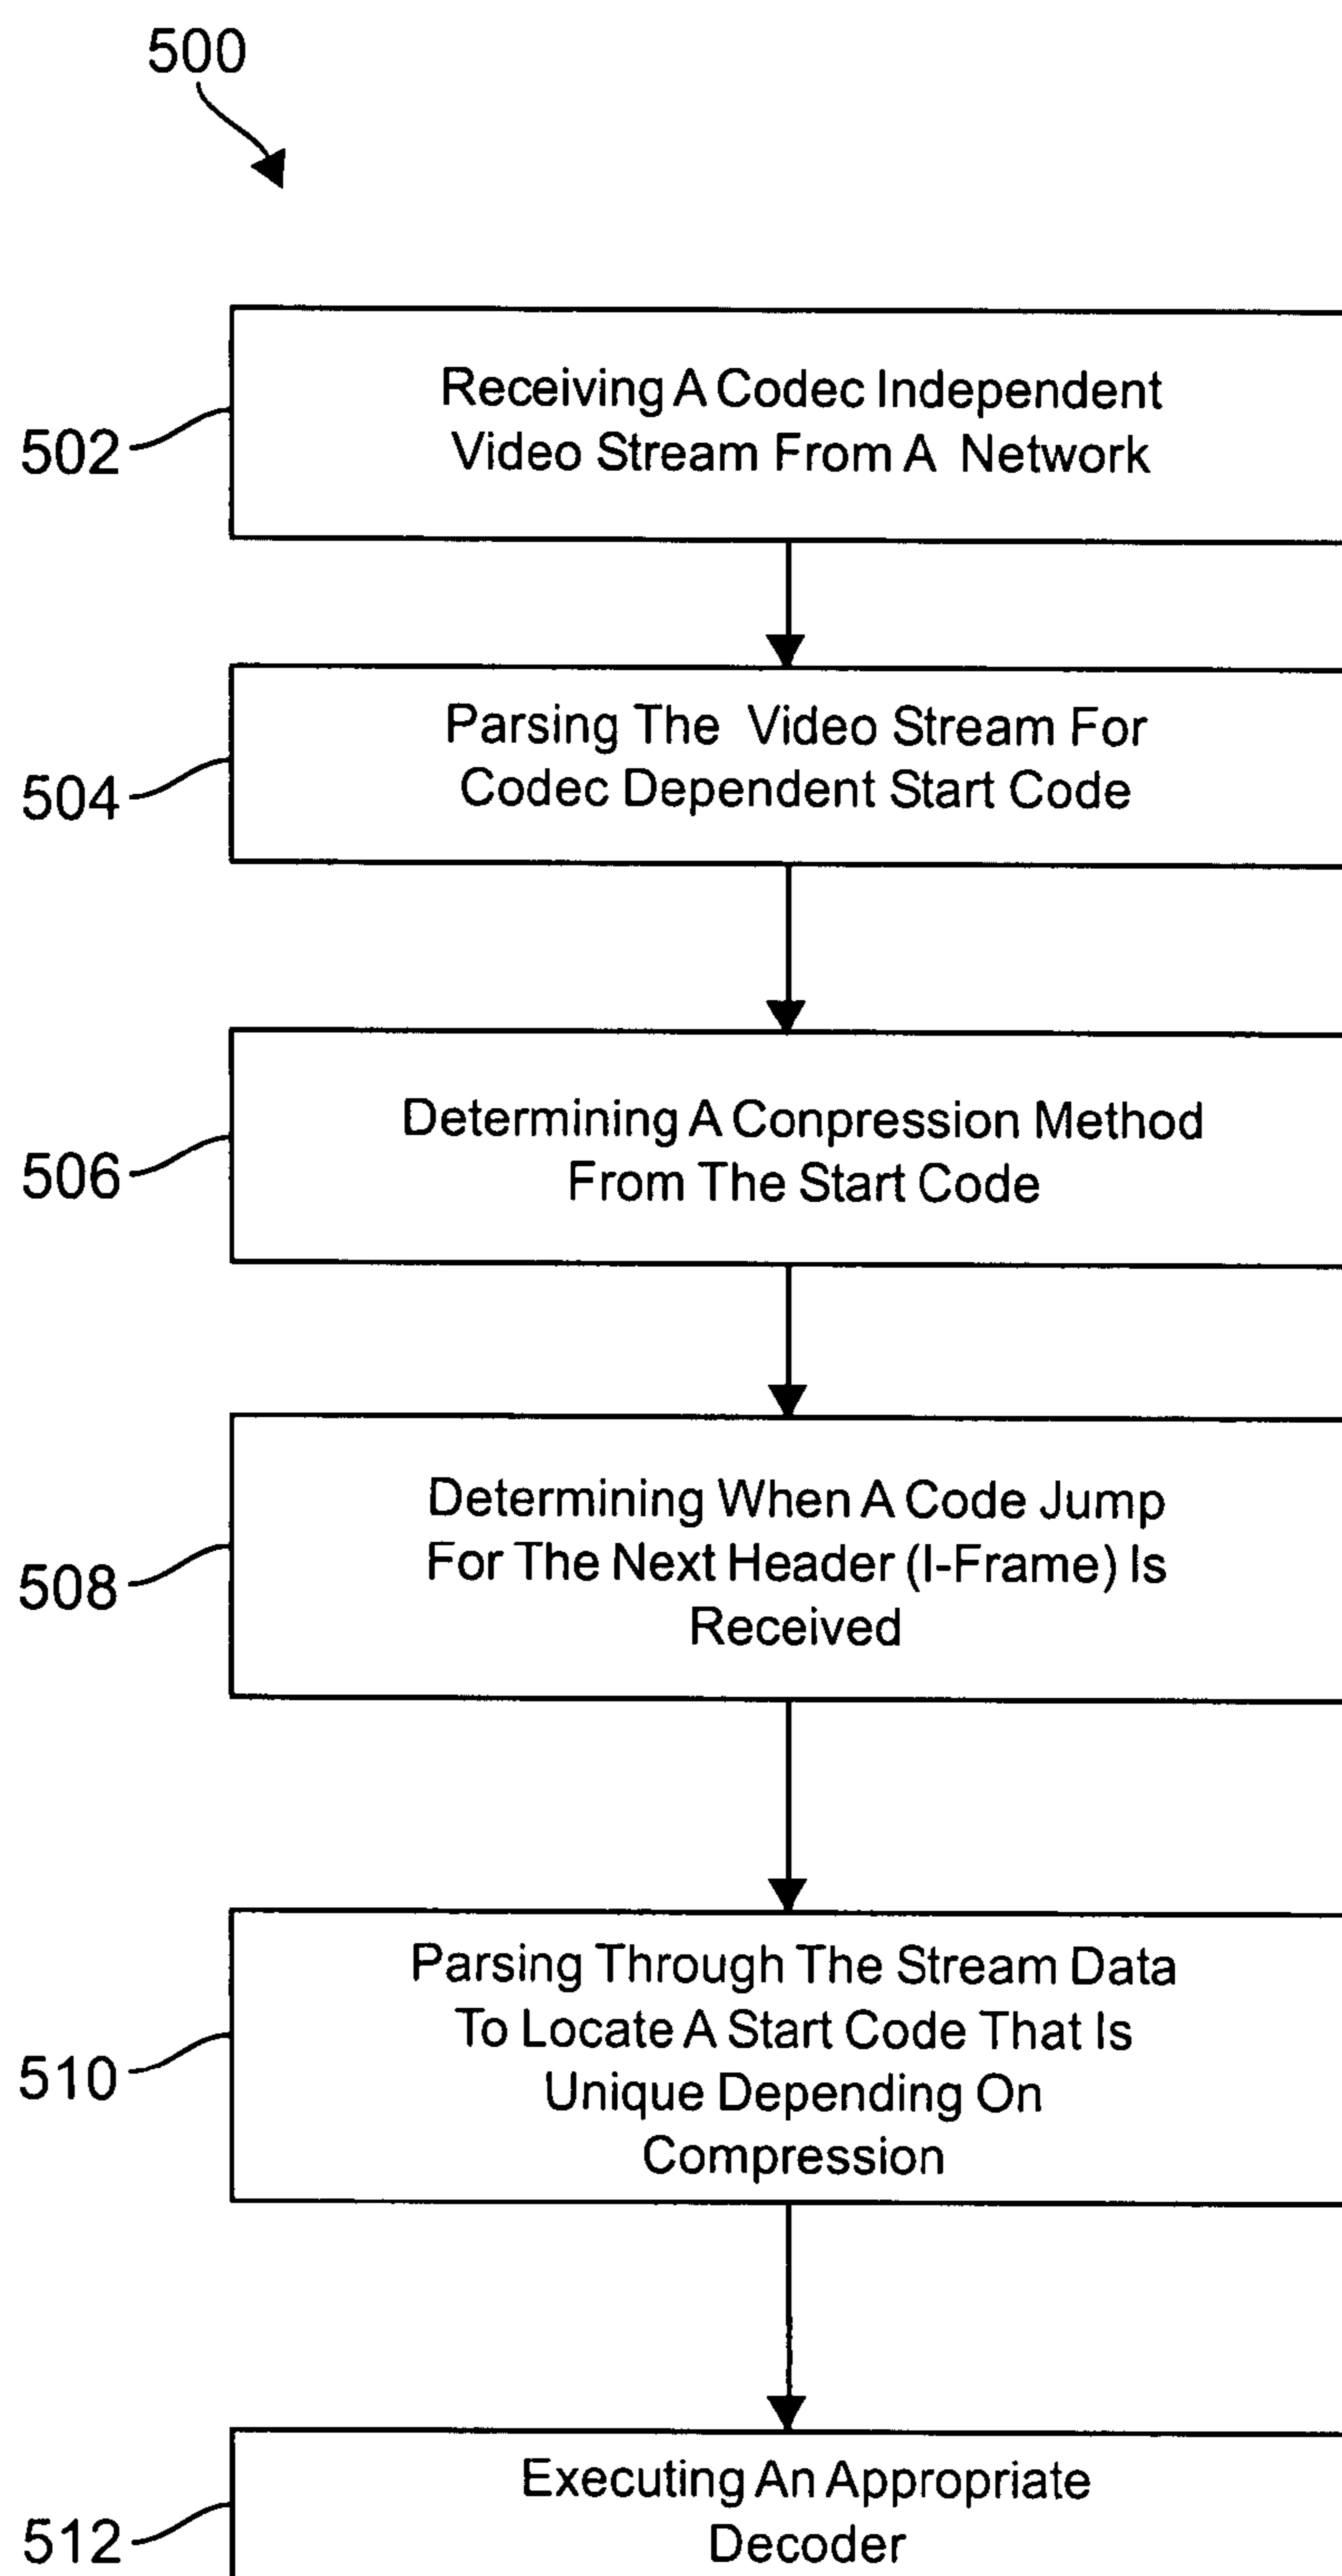 500
502
Receiving A Codec Independent
Video Stream From A Network
504
Parsing The Video Stream For
Codec Dependent Start Code
506
Determining A Conpression Method
From The Start Code
508
Determining When A Code Jump
For The Next Header (I-Frame) Is
Received
510
Parsing Through The Stream Data
To Locate A Start Code That Is
Unique Depending On
Compression
512
Executing An Appropriate
Decoder